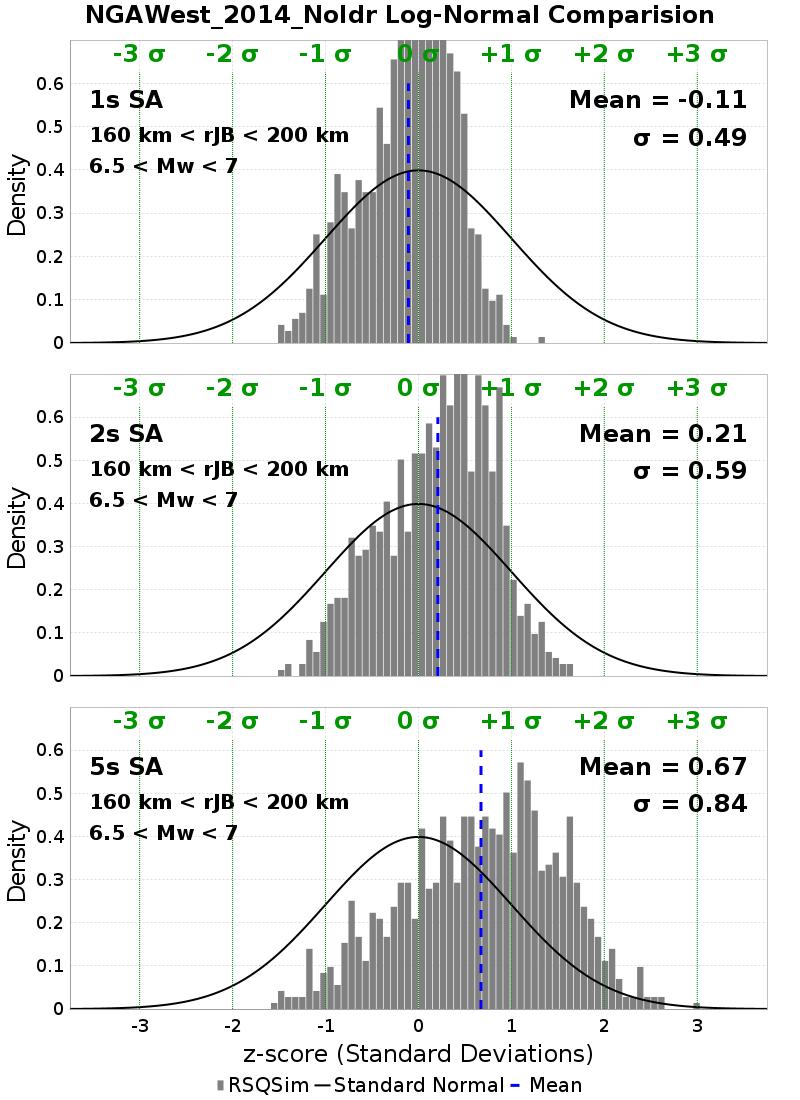 NGAWest_2014_NoIdr Log-Normal Comparision
-3 σ -2 σ -1 σ 0 σ +1 σ +2 σ +3 σ
1s SA
Mean = -0.11
160 km < rJB < 200 km
σ = 0.49
6.5 < Mw < 7
0.6
0.5
0.4
0.3
0.2
0.1
0
Density
-3 σ -2 σ -1 σ 0 σ +1 σ +2 σ +3 σ
2s SA
Mean = 0.21
160 km < rJB < 200 km
σ = 0.59
6.5 < Mw < 7
0.6
0.5
0.4
0.3
0.2
0.1
0
Density
-3 σ -2 σ -1 σ 0 σ +1 σ +2 σ +3 σ
5s SA
Mean = 0.67
160 km < rJB < 200 km
σ = 0.84
6.5 < Mw < 7
0.6
0.5
0.4
0.3
0.2
0.1
0
Density
-3 -2 -1 0 1 2 3
z-score (Standard Deviations)
RSQSim Standard Normal Mean